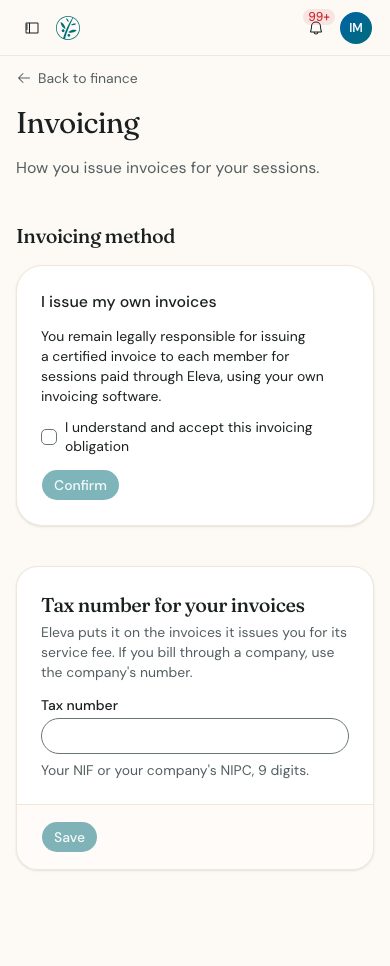 99+
IM
Back to finance
Invoicing
How you issue invoices for your sessions.
Invoicing method
I issue my own invoices
You remain legally responsible for issuing
a certified invoice to each member for
sessions paid through Eleva, using your own
invoicing software.
I understand and accept this invoicing
obligation
Confirm
Tax number for your invoices
Eleva puts it on the invoices it issues you for its
service fee. If you bill through a company, use
the company's number.
Tax number
Your NIF or your company's NIPC, 9 digits.
Save